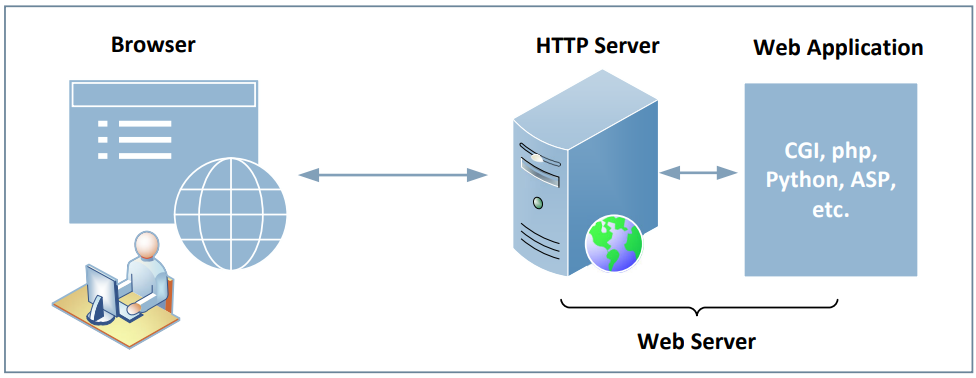 Browser
HTTP Server
Web Application
CGI, php,
Python, ASP,
etc.
Web Server